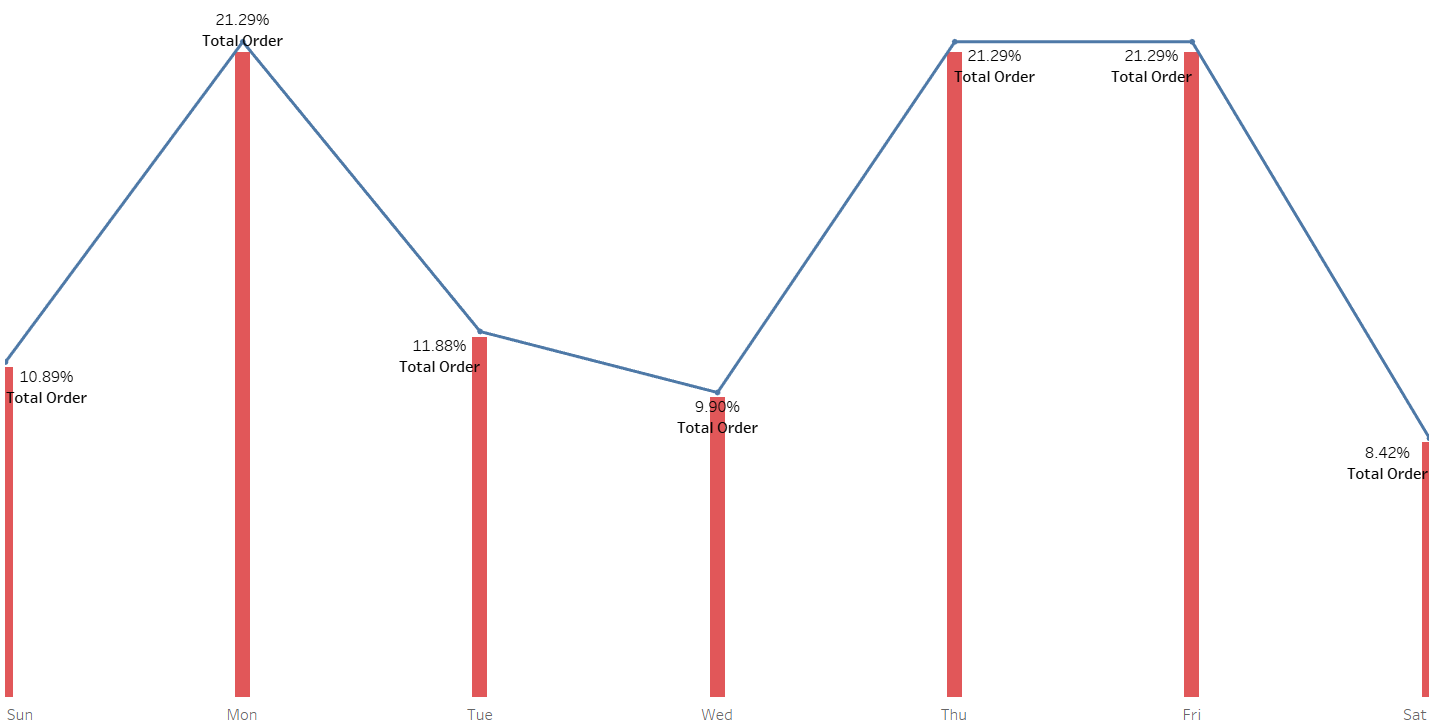 21.29%
Total Order
21.29%
Total Order
21.29%
Total Order
11.88%
Total Order
10.89%
Total Order
9.90%
Total Order
8.42%
Total Order
Sun
Mon
Tue
Wed
Thu
Fri
Sat